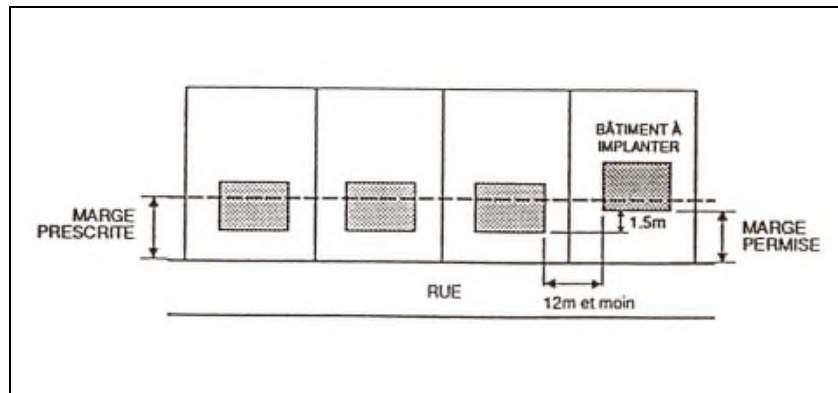 BÂTIMENT À
IMPLANTER
MARGE
PRESCRITE
1.5m
MARGE
PERMISE
RUE
12m et moin